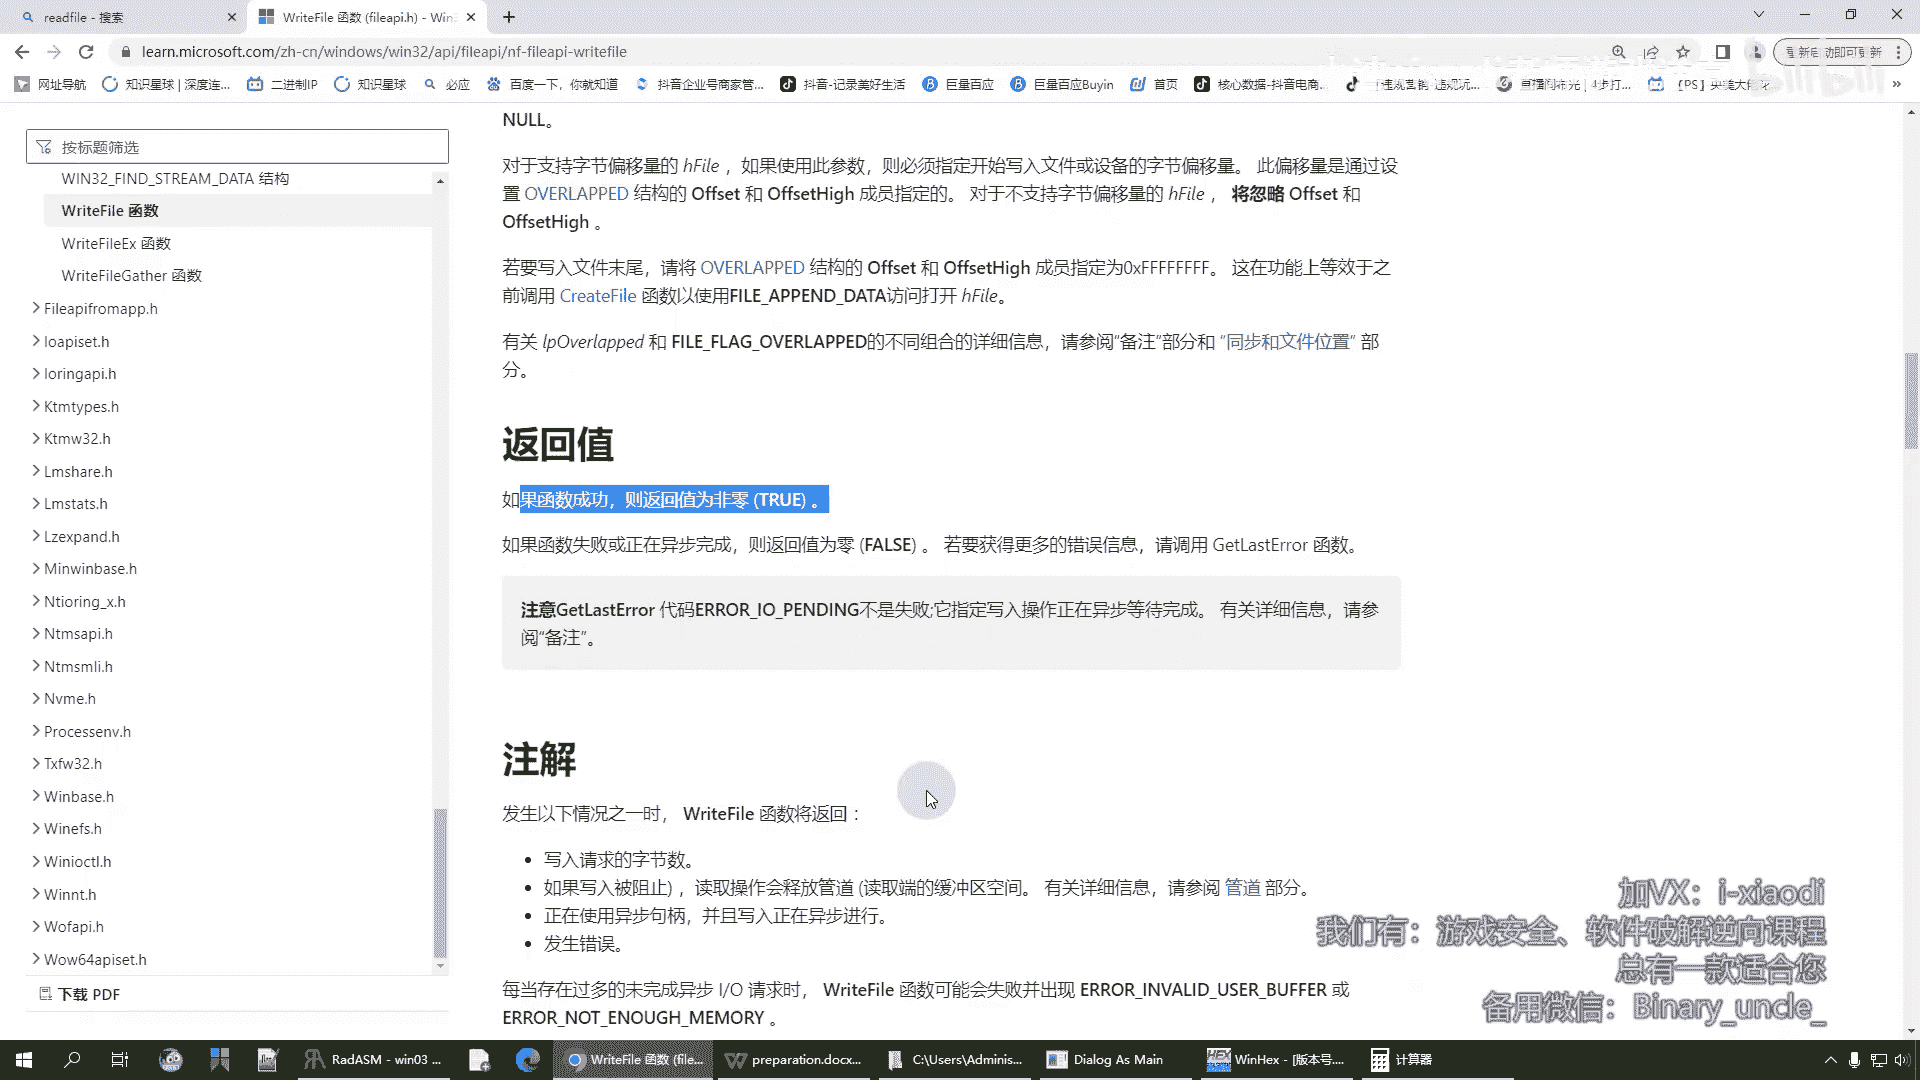 readfile - 搜索
WriteFile 函数 (fileapi.h) - Win
learn.microsoft.com/zh-cn/windows/win32/api/fileapi/nf-fileapi-writefile
网址导航
知识星球 | 深度连...
二进制IP
知识星球
必应
百度一下，你就知道
抖音企业号商家管...
抖音-记录美好生活
巨量百应
巨量百应Buyin
首页
核心数据-抖音电商...
按标题筛选
WIN32_FIND_STREAM_DATA 结构
WriteFile 函数
WriteFileEx 函数
WriteFileGather 函数
Fileapifromapp.h
Ioapiset.h
Ioringapi.h
Ktmtypes.h
Ktmw32.h
Lmshare.h
Lmstats.h
Lzexpand.h
Minwinbase.h
Ntioring_x.h
Ntmsapi.h
Ntmsmli.h
Nvme.h
Processenv.h
Txfw32.h
Winbase.h
Winefs.h
Winioctl.h
Winnt.h
Wofapi.h
Wow64apiset.h
下载 PDF
NULL。
对于支持字节偏移量的 hFile ，如果使用此参数，则必须指定开始写入文件或设备的字节偏移量。 此偏移量是通过设
置 OVERLAPPED 结构的 Offset 和 OffsetHigh 成员指定的。 对于不支持字节偏移量的 hFile ， 将忽略 Offset 和
OffsetHigh 。
若要写入文件末尾，请将 OVERLAPPED 结构的 Offset 和 OffsetHigh 成员指定为0xFFFFFFFF。 这在功能上等效于之
前调用 CreateFile 函数以使用FILE_APPEND_DATA访问打开 hFile。
有关 lpOverlapped 和 FILE_FLAG_OVERLAPPED的不同组合的详细信息，请参阅“备注”部分和 “同步和文件位置” 部
分。
返回值
如果函数成功，则返回值为非零 (TRUE) 。
如果函数失败或正在异步完成，则返回值为零 (FALSE) 。 若要获得更多的错误信息，请调用 GetLastError 函数。
注意GetLastError 代码ERROR_IO_PENDING不是失败;它指定写入操作正在异步等待完成。 有关详细信息，请参
阅“备注”。
注解
发生以下情况之一时， WriteFile 函数将返回：
写入请求的字节数。
如果写入被阻止) ，读取操作会释放管道 (读取端的缓冲区空间。 有关详细信息，请参阅 管道 部分。
正在使用异步句柄，并且写入正在异步进行。
发生错误。
每当存在过多的未完成异步 I/O 请求时， WriteFile 函数可能会失败并出现 ERROR_INVALID_USER_BUFFER 或
ERROR_NOT_ENOUGH_MEMORY 。
加VX：i-xiaodi
我们有：游戏安全、软件破解逆向课程
总有一款适合您
备用微信：Binary_uncle_
RadASM - win03 ...
WriteFile 函数 (file...
preparation.docx...
C:\Users\Adminis...
Dialog As Main
WinHex - [版本号....
计算器